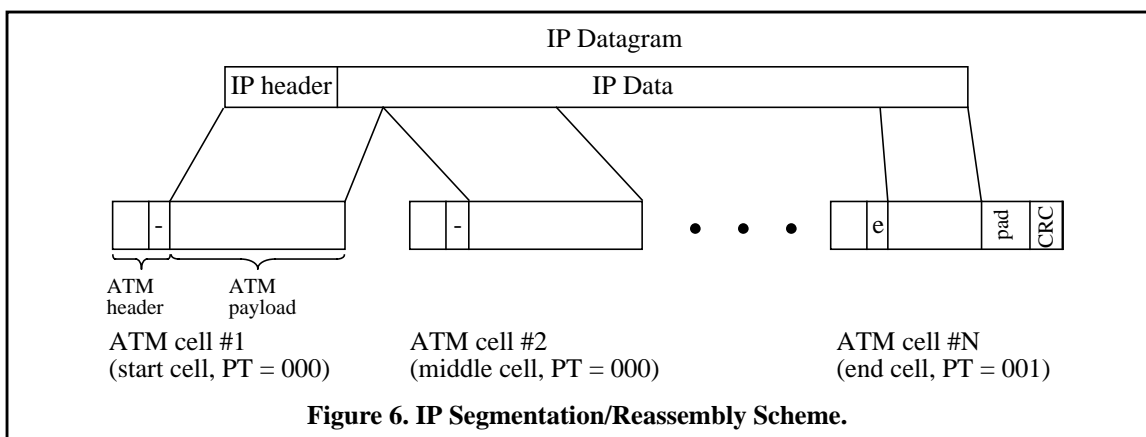 IP Datagram
IP header IP Data
- - e pad CRC
ATM header ATM payload
ATM cell #1 ATM cell #2 ATM cell #N
(start cell, PT = 000) (middle cell, PT = 000) (end cell, PT = 001)
Figure 6. IP Segmentation/Reassembly Scheme.